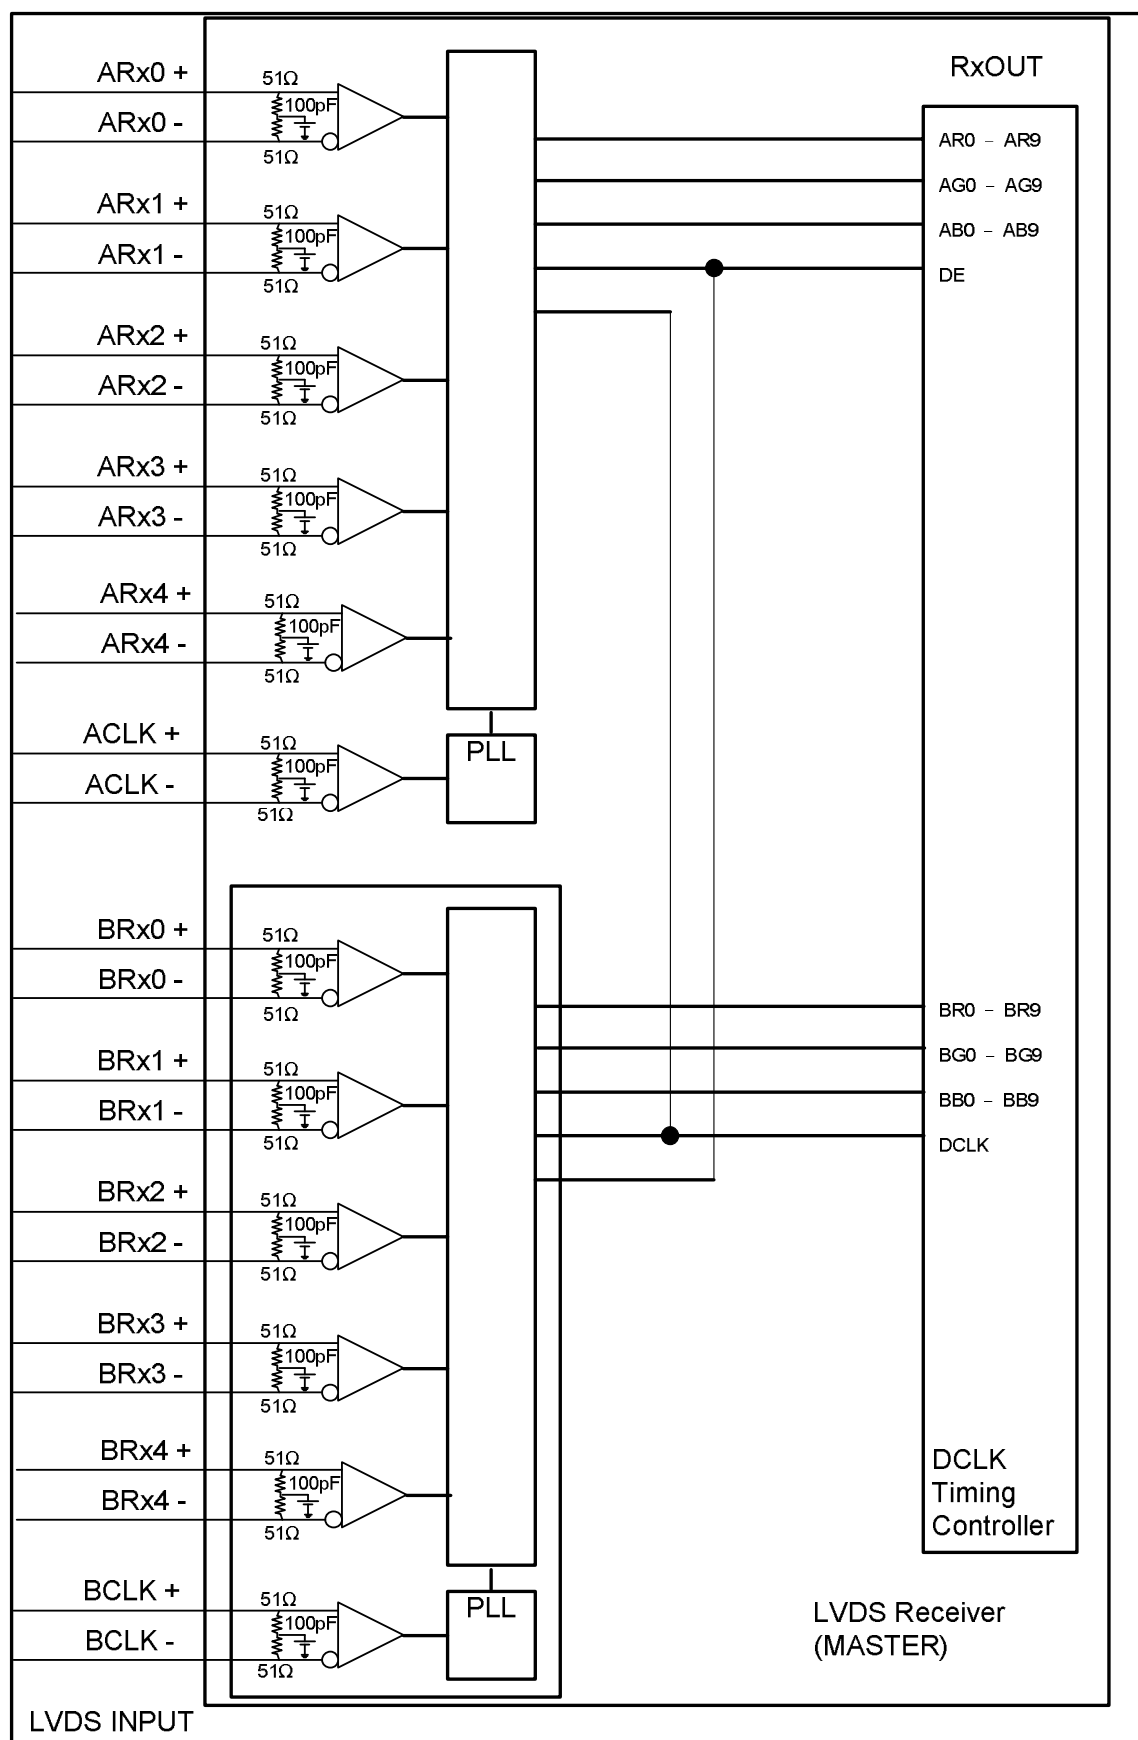 RxOUT
ARx0 +
51Ω
100pF
ARx0 -
51Ω
AR0 – AR9
AG0 – AG9
ARx1 +
51Ω
100pF
AB0 – AB9
ARx1 -
51Ω
DE
ARx2 +
51Ω
100pF
ARx2 -
51Ω
ARx3 +
51Ω
100pF
ARx3 -
51Ω
ARx4 +
51Ω
100pF
ARx4 -
51Ω
ACLK +
51Ω
PLL
100pF
ACLK -
51Ω
BRx0 +
51Ω
100pF
BRx0 -
51Ω
BR0 – BR9
BG0 – BG9
BRx1 +
51Ω
100pF
BB0 – BB9
BRx1 -
51Ω
DCLK
BRx2 +
51Ω
100pF
BRx2 -
51Ω
BRx3 +
51Ω
100pF
BRx3 -
51Ω
BRx4 +
51Ω
100pF
BRx4 -
51Ω
DCLK
Timing
Controller
BCLK +
51Ω
PLL
100pF
BCLK -
51Ω
LVDS Receiver
(MASTER)
LVDS INPUT